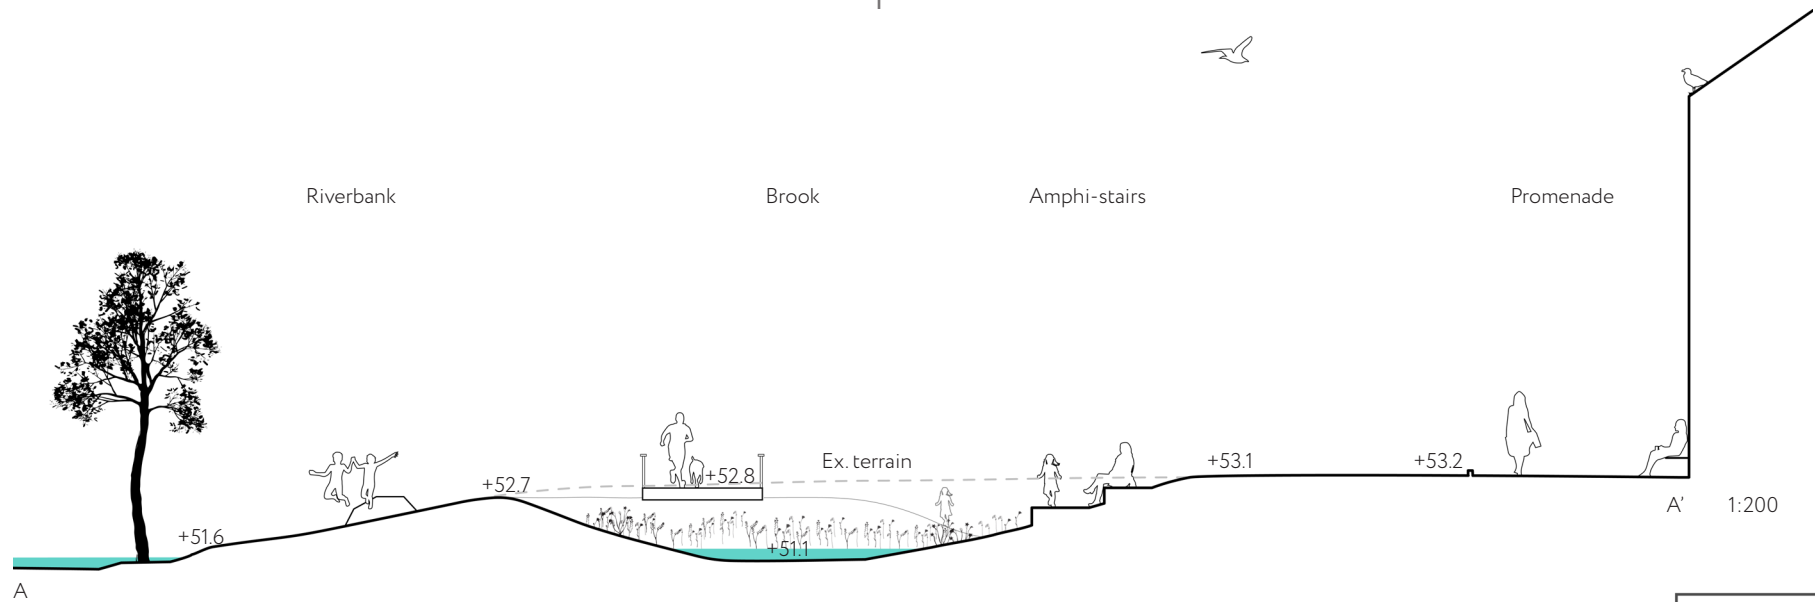 Riverbank
Brook
Amphi-stairs
Promenade
Ex. terrain
+52.8
+53.1
+53.2
+52.7
+51.6
+51.1
A'
1:200
A